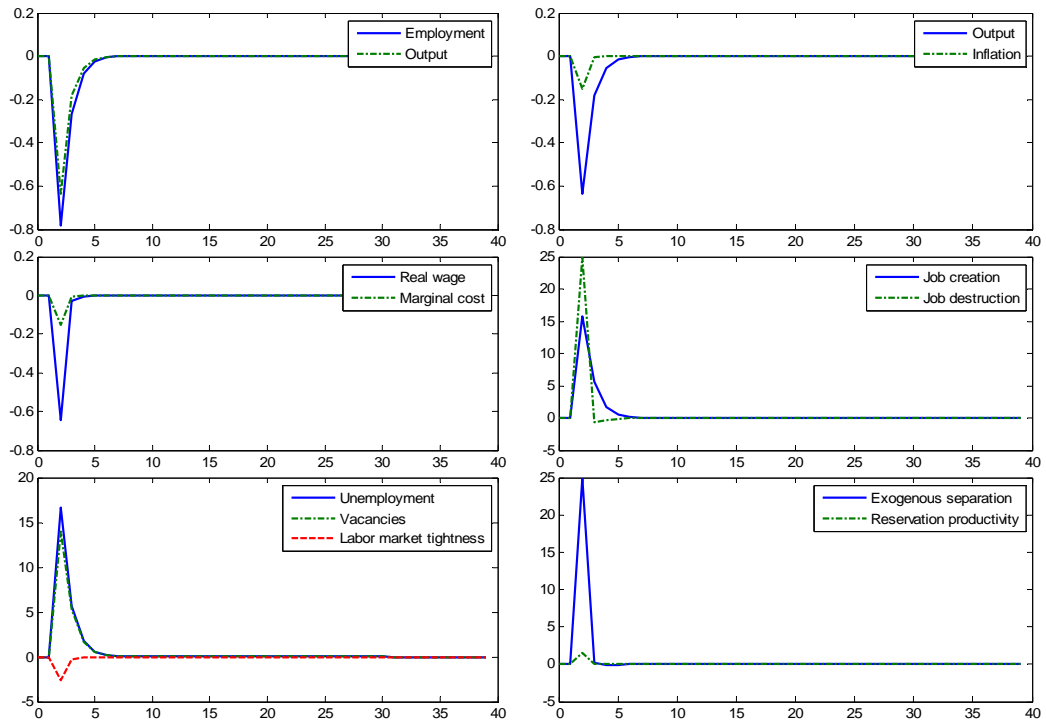 0.2
0
-0.2
-0.4
-0.6
-0.8
0 5 10 15 20 25 30 35 40
Employment
Output
0.2
0
-0.2
-0.4
-0.6
-0.8
0 5 10 15 20 25 30 35 40
Output
Inflation
0.2
0
-0.2
-0.4
-0.6
-0.8
0 5 10 15 20 25 30 35 40
Real wage
Marginal cost
25
20
15
10
5
0
-5
0 5 10 15 20 25 30 35 40
Job creation
Job destruction
20
15
10
5
0
-5
0 5 10 15 20 25 30 35 40
Unemployment
Vacancies
Labor market tightness
25
20
15
10
5
0
-5
0 5 10 15 20 25 30 35 40
Exogenous separation
Reservation productivity